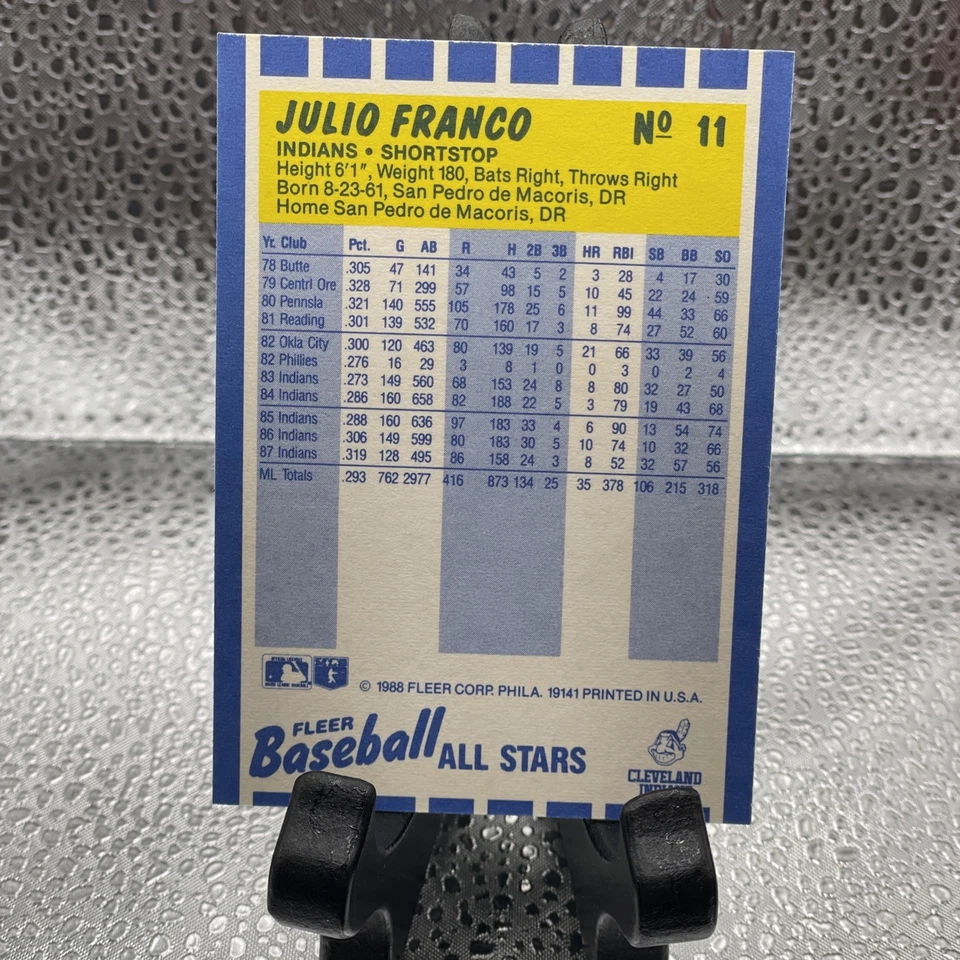 JULIO FRANCO Nº 11
INDIANS • SHORTSTOP
Height 6'1", Weight 180, Bats Right, Throws Right
Born 8-23-61, San Pedro de Macoris, DR
Home San Pedro de Macoris, DR
Yr. Club Pct. G AB R H 2B 3B HR RBI SB BB SO
78 Butte .305 47 141 34 43 5 2 3 28 4 17 30
79 Centrl Ore .328 71 299 57 98 15 5 10 45 22 24 59
80 Pennsla .321 140 555 105 178 25 6 11 99 44 33 66
81 Reading .301 139 532 70 160 17 3 8 74 27 52 60
82 Okla City .300 120 463 80 139 19 5 21 66 33 39 56
82 Phillies .276 16 29 3 8 1 0 0 3 0 2 4
83 Indians .273 149 560 68 153 24 8 8 80 32 27 50
84 Indians .286 160 658 82 188 22 5 3 79 19 43 68
85 Indians .288 160 636 97 183 33 4 6 90 13 54 74
86 Indians .306 149 599 80 183 30 5 10 74 10 32 66
87 Indians .319 128 495 86 158 24 3 8 52 32 57 56
ML Totals .293 762 2977 416 873 134 25 35 378 106 215 318
© 1988 FLEER CORP. PHILA. 19141 PRINTED IN U.S.A.
FLEER
Baseball ALL STARS
CLEVELAND